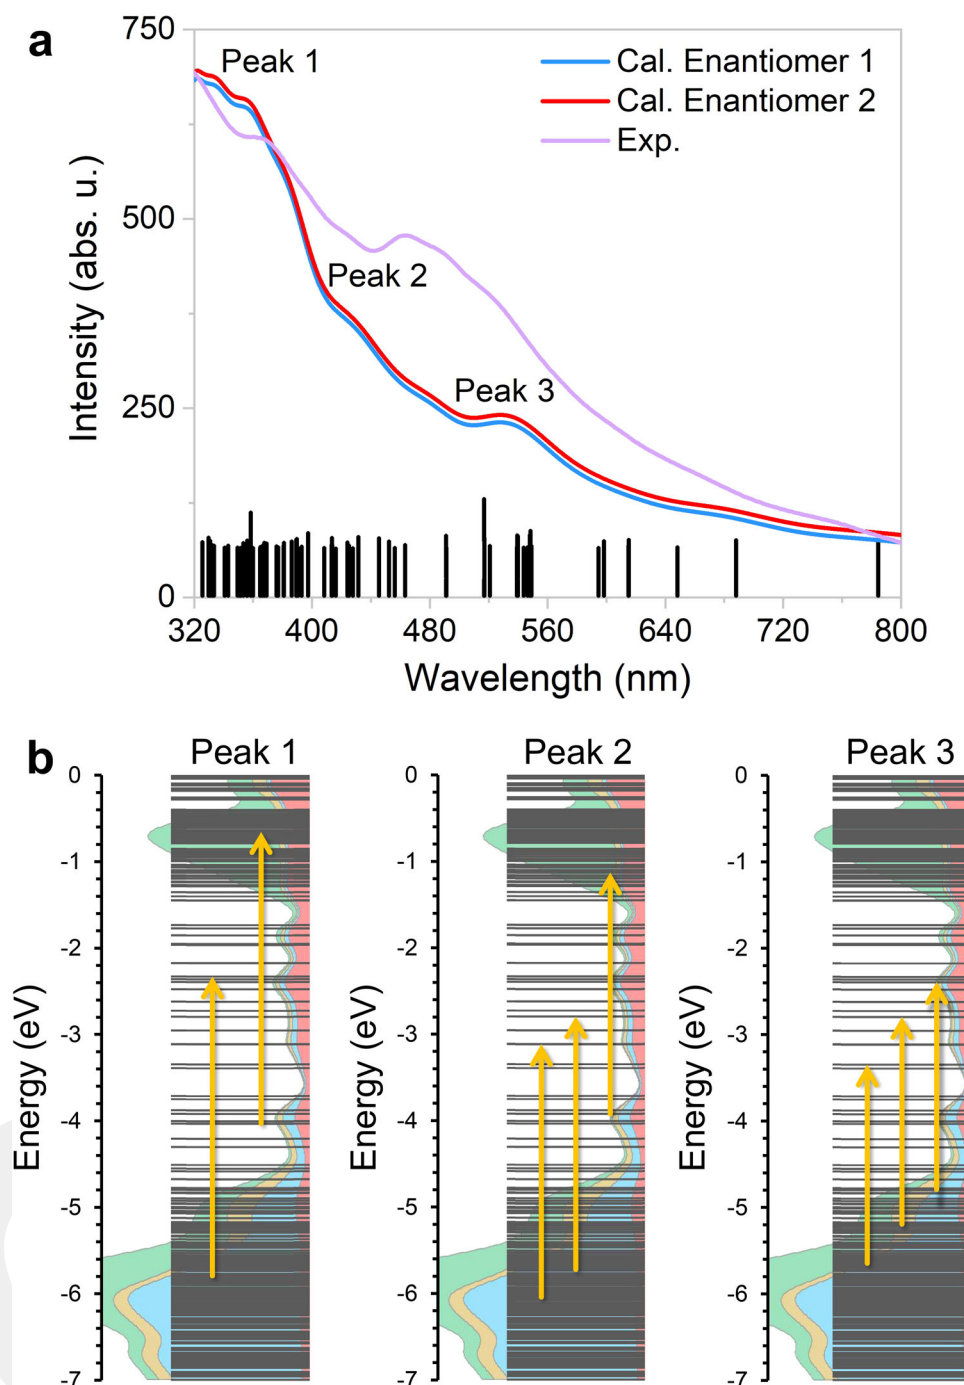 a
750
500
250
0
Intensity (abs. u.)
Peak 1
Peak 2
Peak 3
Cal. Enantiomer 1
Cal. Enantiomer 2
Exp.
320 400 480 560 640 720 800
Wavelength (nm)
b
Peak 1 Peak 2 Peak 3
0 0 0
-1 -1 -1
-2 -2 -2
-3 -3 -3
-4 -4 -4
-5 -5 -5
-6 -6 -6
-7 -7 -7
Energy (eV) Energy (eV) Energy (eV)